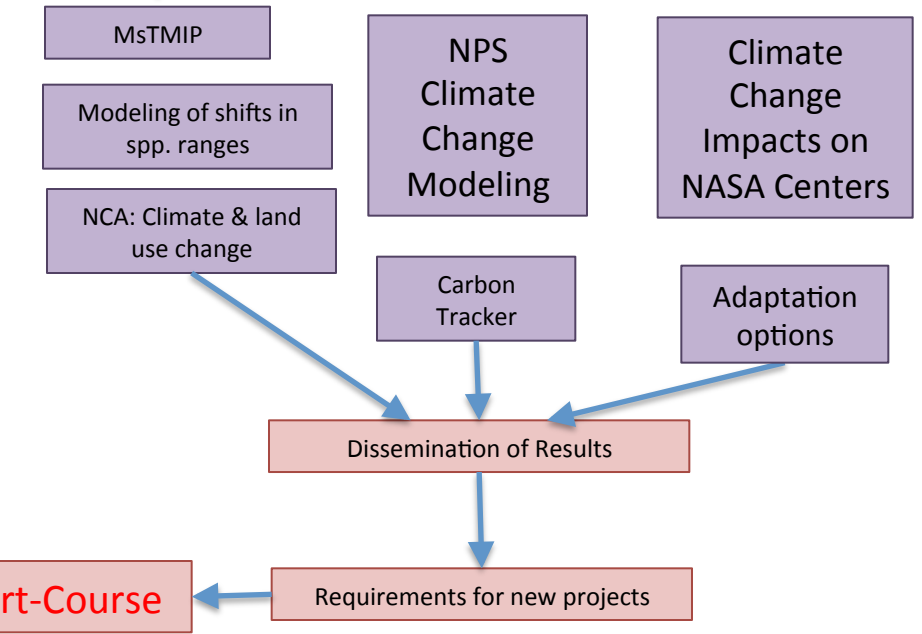 MsTMIP
Modeling of shifts in
spp. ranges
NCA: Climate & land
use change
NPS
Climate
Change
Modeling
Carbon
Tracker
Climate
Change
Impacts on
NASA Centers
Adaptation
options
Dissemination of Results
Requirements for new projects
rt-Course